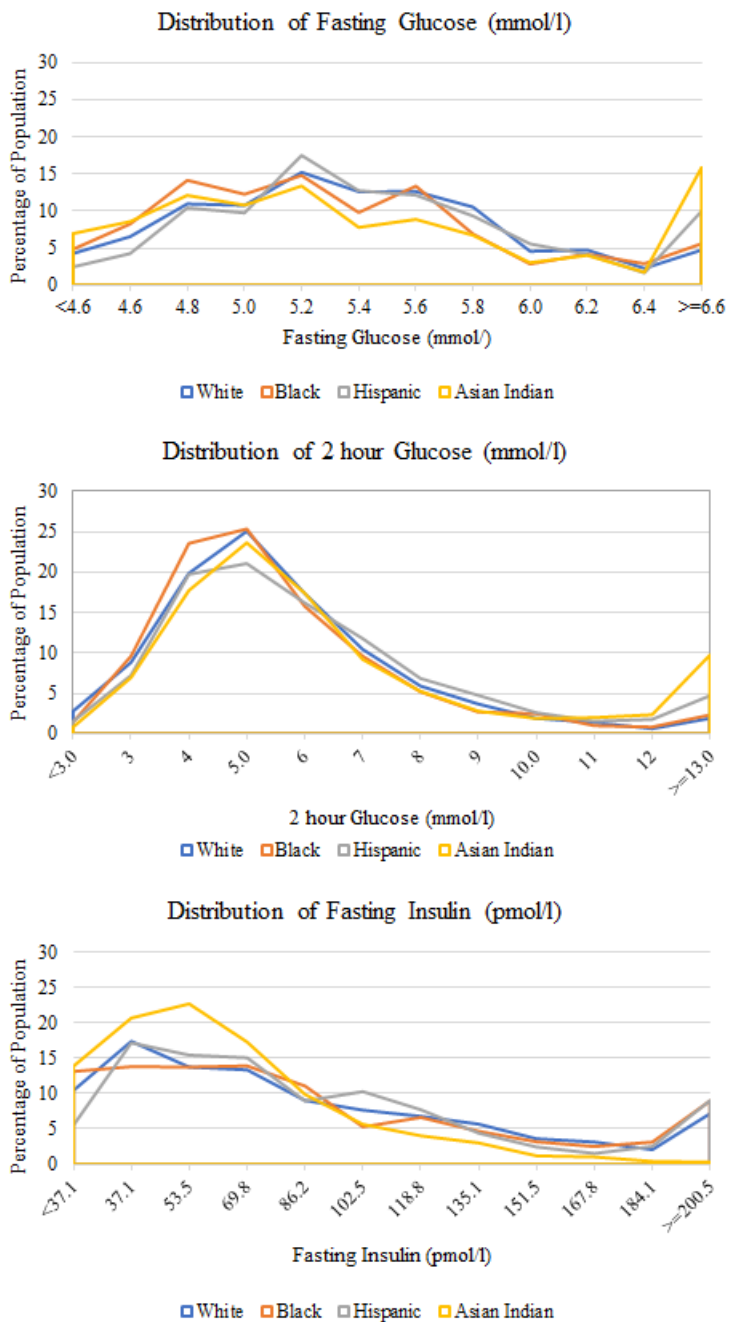 Distribution of Fasting Glucose (mmol/l)
30
25
20
15
10
5
0
Percentage of Population
<4.6 4.6 4.8 5.0 5.2 5.4 5.6 5.8 6.0 6.2 6.4 >=6.6
Fasting Glucose (mmol/)
White Black Hispanic Asian Indian
Distribution of 2 hour Glucose (mmol/l)
30
25
20
15
10
5
0
Percentage of Population
<3.0 3 4 5.0 6 7 8 9 10.0 11 12 >=13.0
2 hour Glucose (mmol/l)
White Black Hispanic Asian Indian
Distribution of Fasting Insulin (pmol/l)
30
25
20
15
10
5
0
Percentage of Population
<37.1 37.1 53.5 69.8 86.2 102.5 118.8 135.1 151.5 167.8 184.1 >=200.5
Fasting Insulin (pmol/l)
White Black Hispanic Asian Indian